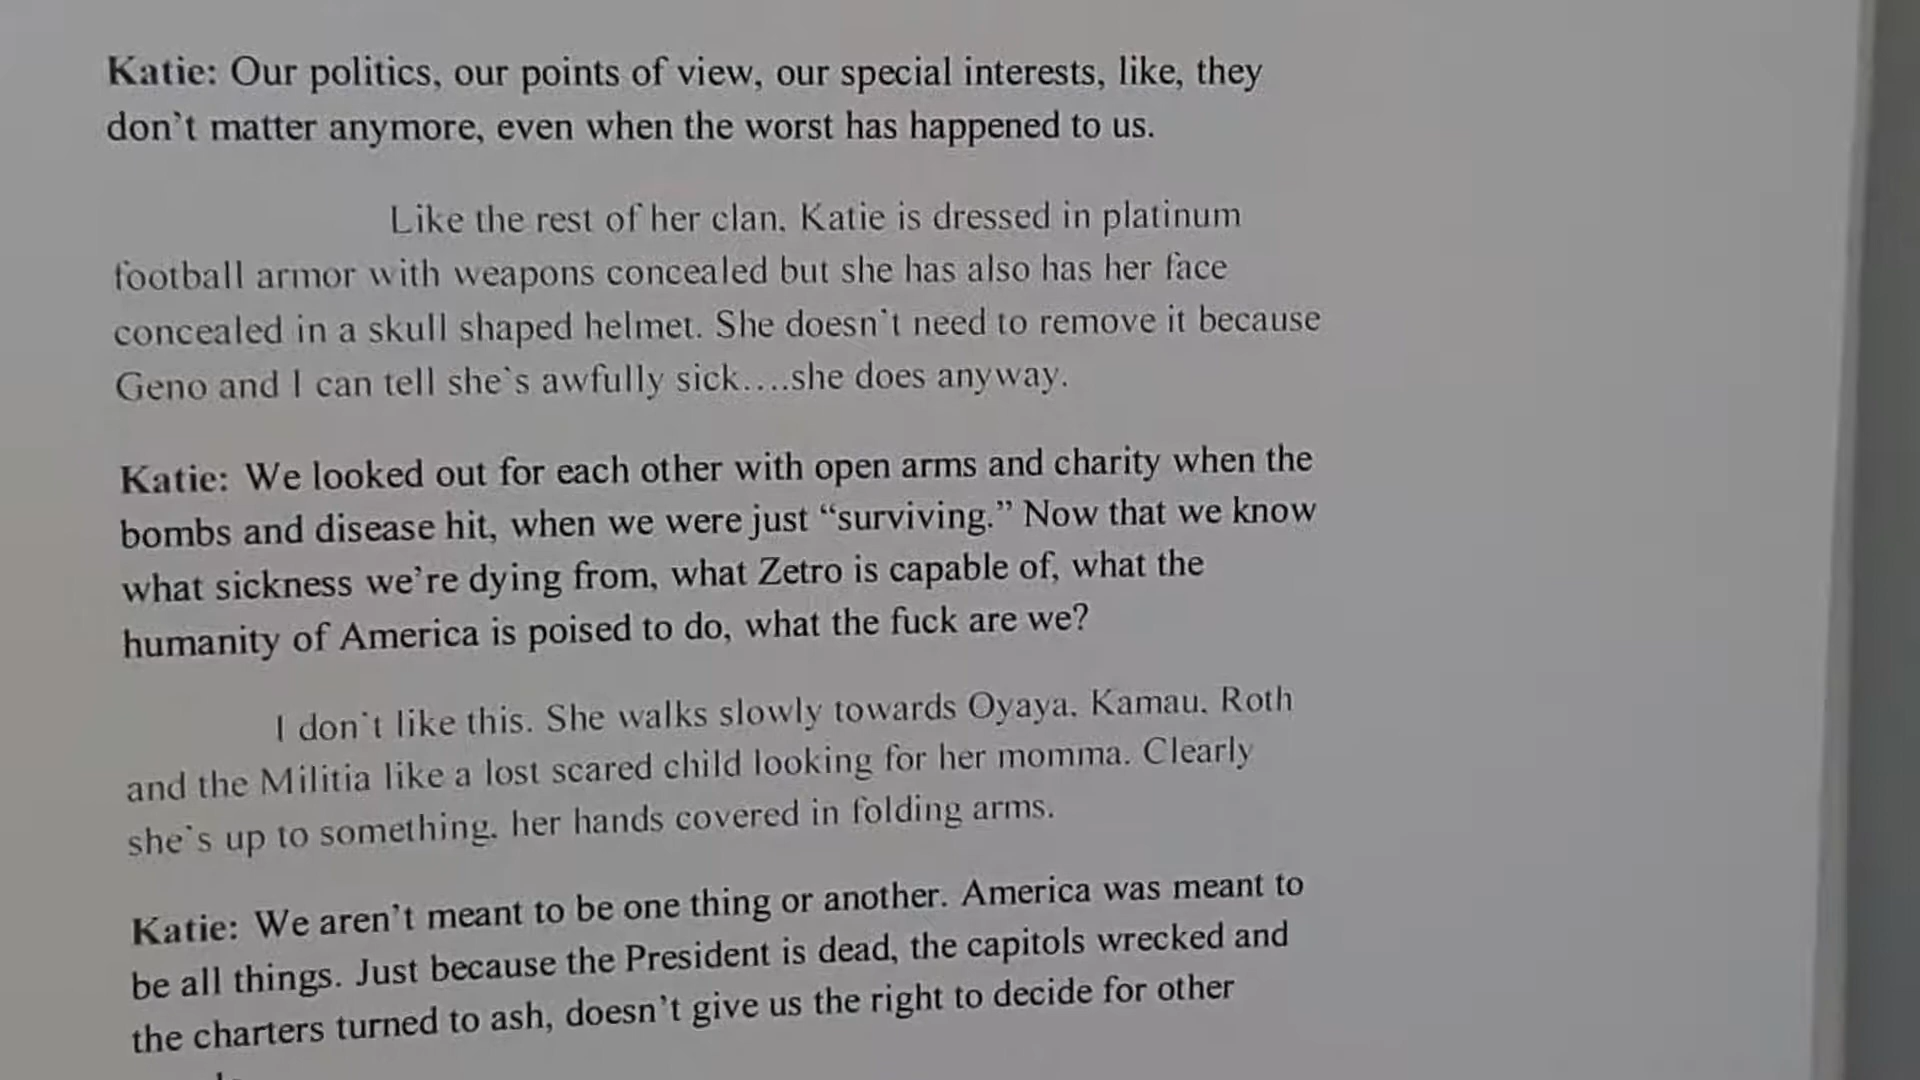 Katie: Our politics, our points of view, our special interests, like, they
don't matter anymore, even when the worst has happened to us.
Like the rest of her clan, Katie is dressed in platinum
football armor with weapons concealed but she has also has her face
concealed in a skull shaped helmet. She doesn't need to remove it because
Geno and I can tell she's awfully sick....she does anyway.
Katie: We looked out for each other with open arms and charity when the
bombs and disease hit, when we were just “surviving.” Now that we know
what sickness we're dying from, what Zetro is capable of, what the
humanity of America is poised to do, what the fuck are we?
I don't like this. She walks slowly towards Oyaya, Kamau, Roth
and the Militia like a lost scared child looking for her momma. Clearly
she's up to something, her hands covered in folding arms.
Katie: We aren't meant to be one thing or another. America was meant to
be all things. Just because the President is dead, the capitols wrecked and
the charters turned to ash, doesn't give us the right to decide for other